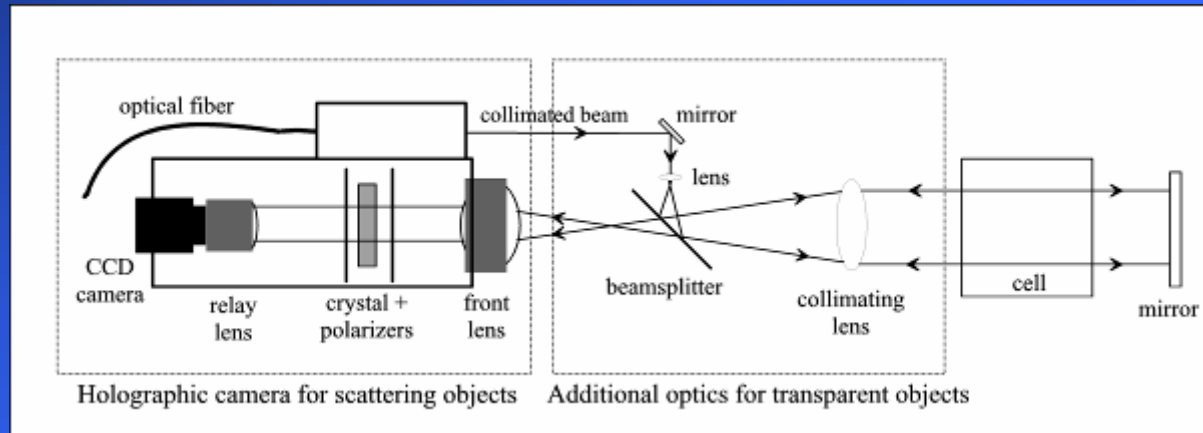 optical fiber
collimated beam
mirror
lens
CCD
camera
relay
lens
crystal +
polarizers
front
lens
beamsplitter
collimating
lens
cell
mirror
Holographic camera for scattering objects
Additional optics for transparent objects